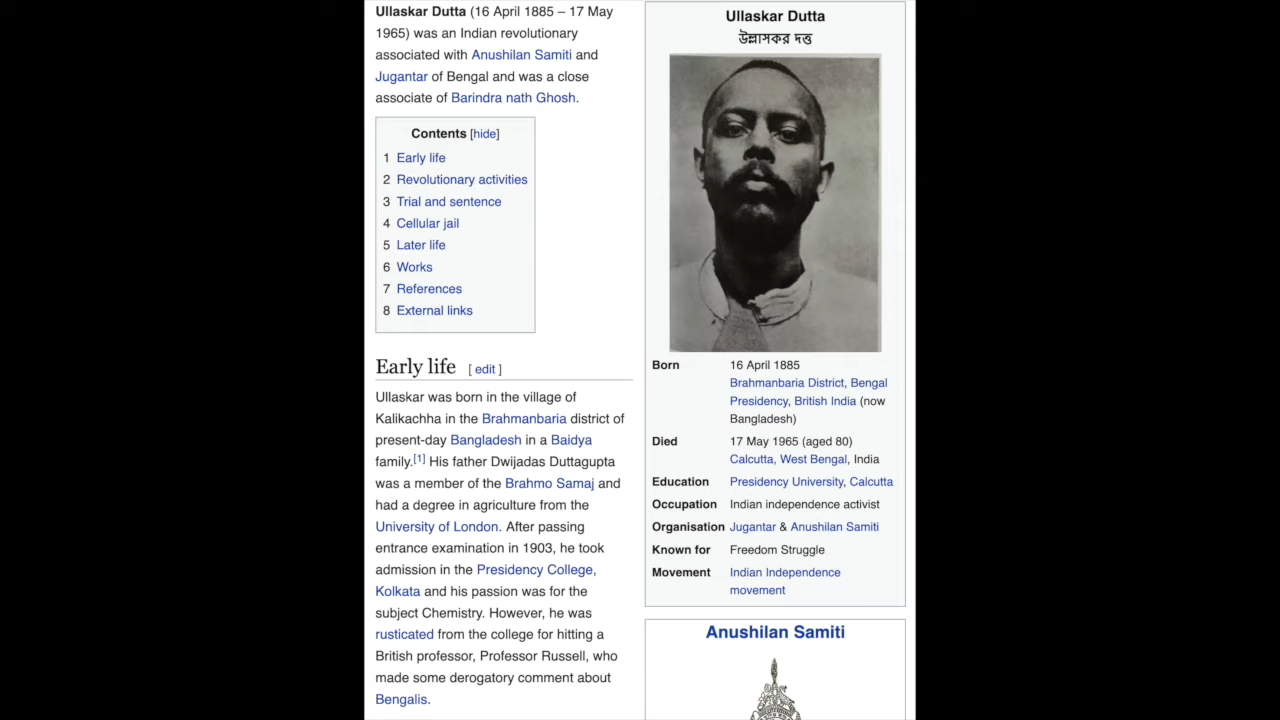 Ullaskar Dutta (16 April 1885 – 17 May
1965) was an Indian revolutionary
associated with Anushilan Samiti and
Jugantar of Bengal and was a close
associate of Barindra nath Ghosh.
Contents [hide]
1 Early life
2 Revolutionary activities
3 Trial and sentence
4 Cellular jail
5 Later life
6 Works
7 References
8 External links
Early life [ edit ]
Ullaskar was born in the village of
Kalikachha in the Brahmanbaria district of
present-day Bangladesh in a Baidya
family.[1] His father Dwijadas Duttagupta
was a member of the Brahmo Samaj and
had a degree in agriculture from the
University of London. After passing
entrance examination in 1903, he took
admission in the Presidency College,
Kolkata and his passion was for the
subject Chemistry. However, he was
rusticated from the college for hitting a
British professor, Professor Russell, who
made some derogatory comment about
Bengalis.
Ullaskar Dutta
উল্লাসকর দত্ত
Born 16 April 1885
Brahmanbaria District, Bengal
Presidency, British India (now
Bangladesh)
Died 17 May 1965 (aged 80)
Calcutta, West Bengal, India
Education Presidency University, Calcutta
Occupation Indian independence activist
Organisation Jugantar & Anushilan Samiti
Known for Freedom Struggle
Movement Indian Independence
movement
Anushilan Samiti